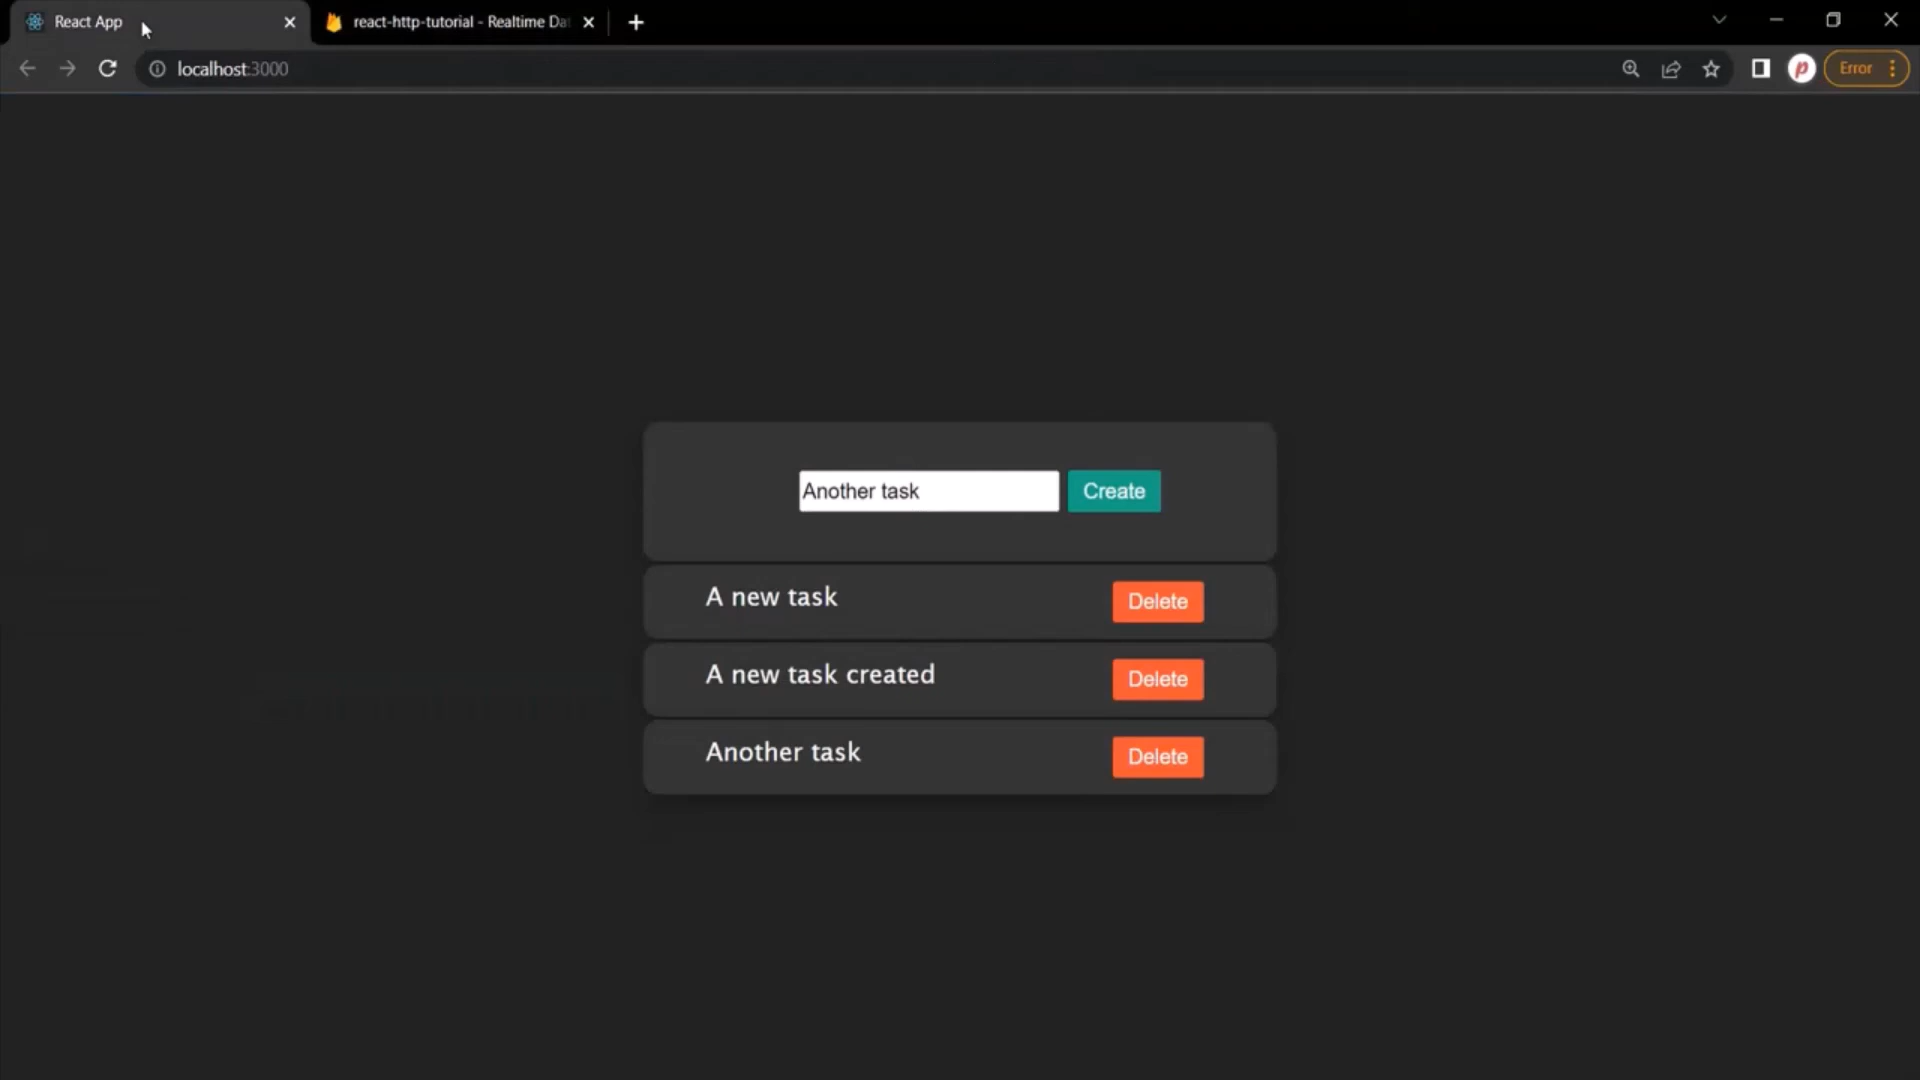 React App
react-http-tutorial - Realtime Da
localhost:3000
Error
Another task
Create
A new task
Delete
A new task created
Delete
Another task
Delete